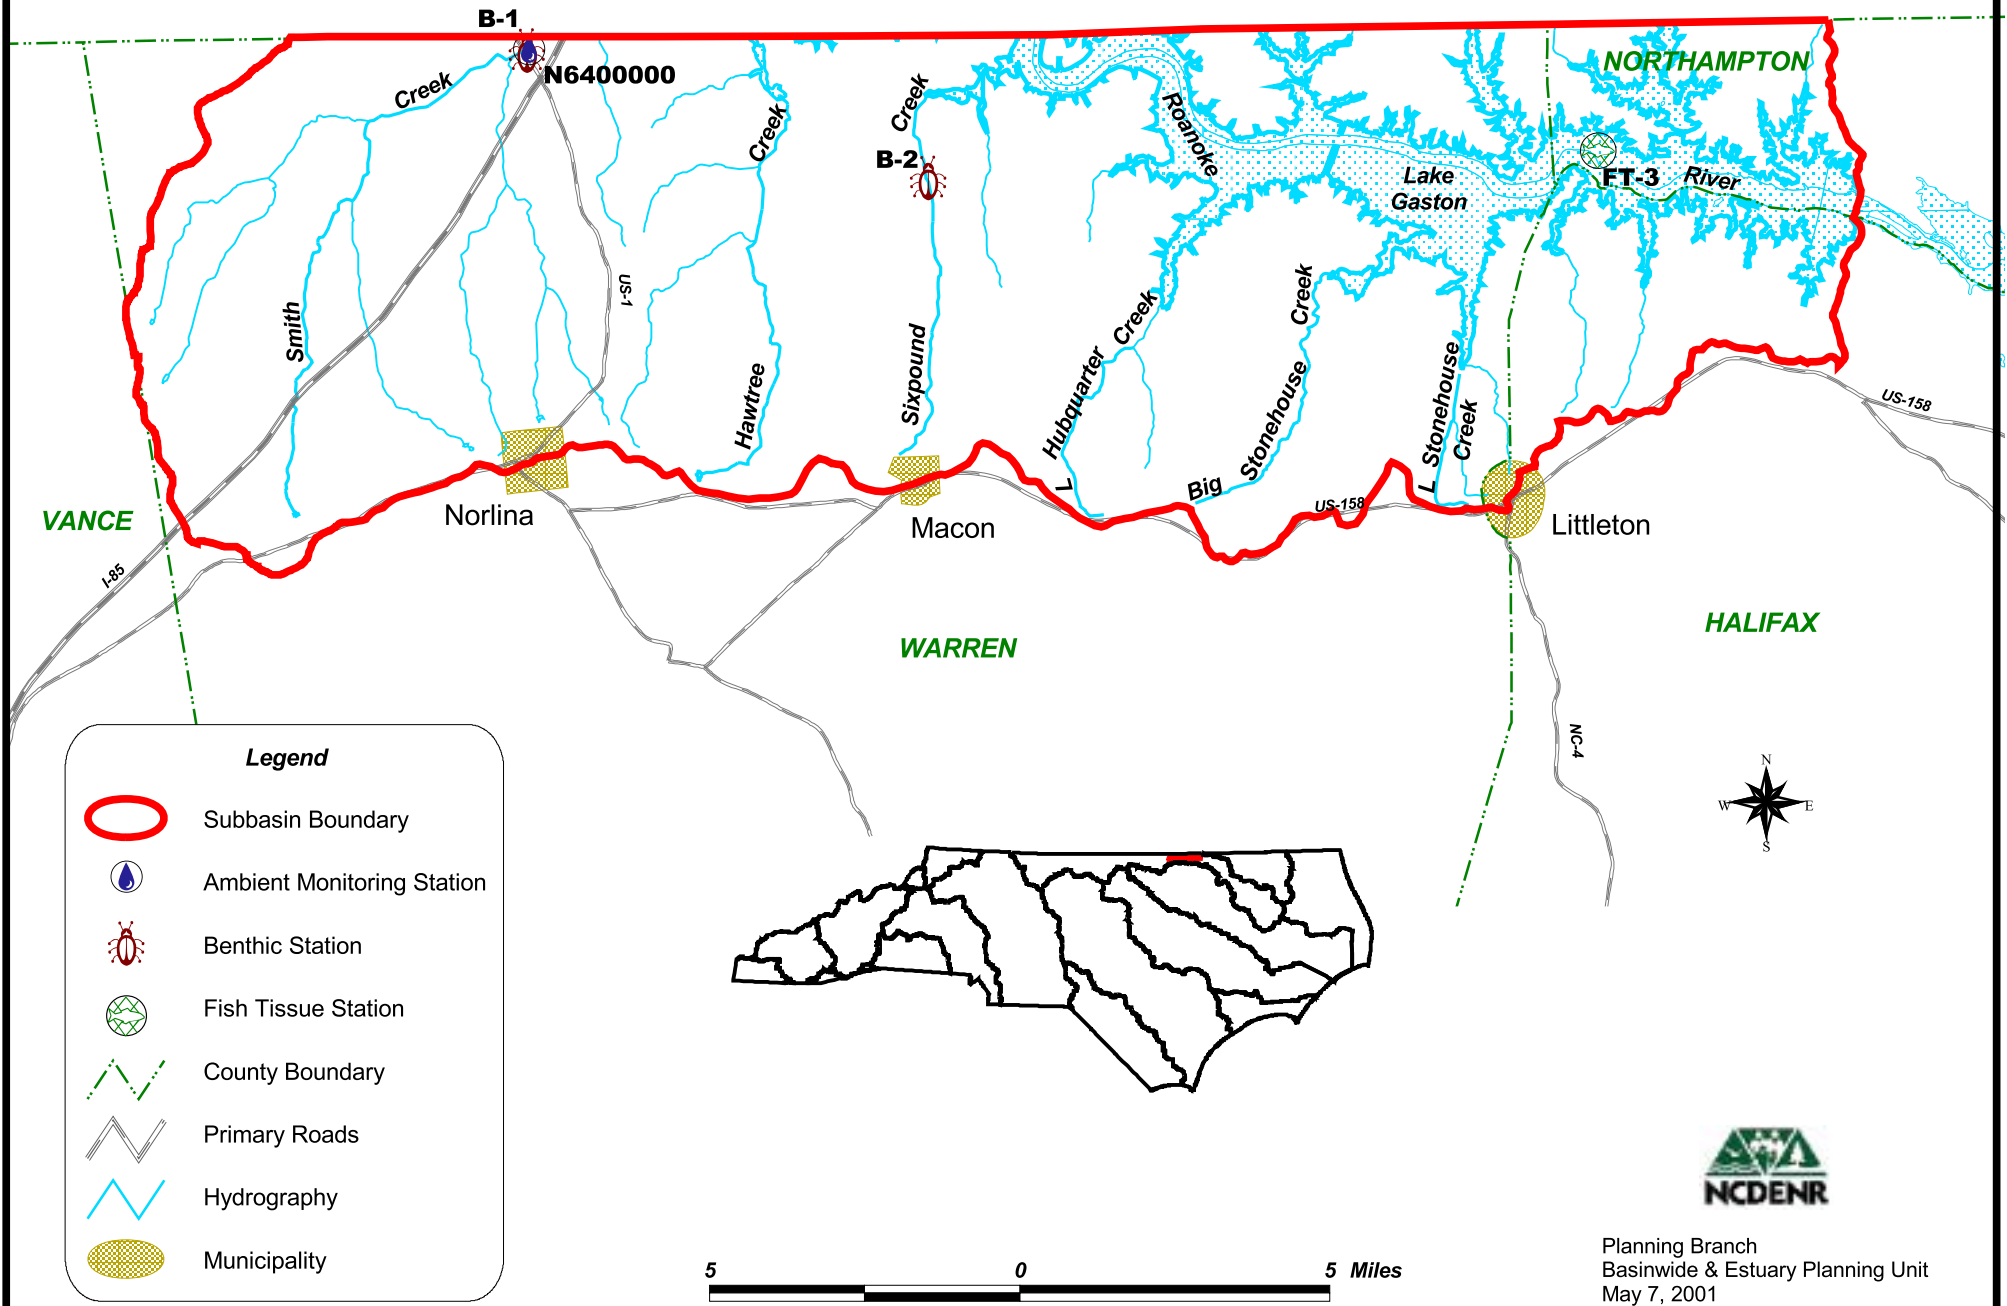 B-1
N6400000
NORTHAMPTON
Creek
Creek
Creek
Roanoke
B-2
Lake
Gaston
FT-3
River
US-1
Smith
Hawtree
Sixpound
Hubquarter
Creek
Stonehouse
Creek
Big
Stonehouse
Creek
L
L
US-158
US-158
VANCE
I-85
Norlina
Macon
Littleton
WARREN
HALIFAX
NC-4
Legend
Subbasin Boundary
Ambient Monitoring Station
Benthic Station
Fish Tissue Station
County Boundary
Primary Roads
Hydrography
Municipality
N
W E
S
NCDENR
5 0 5 Miles
Planning Branch
Basinwide & Estuary Planning Unit
May 7, 2001